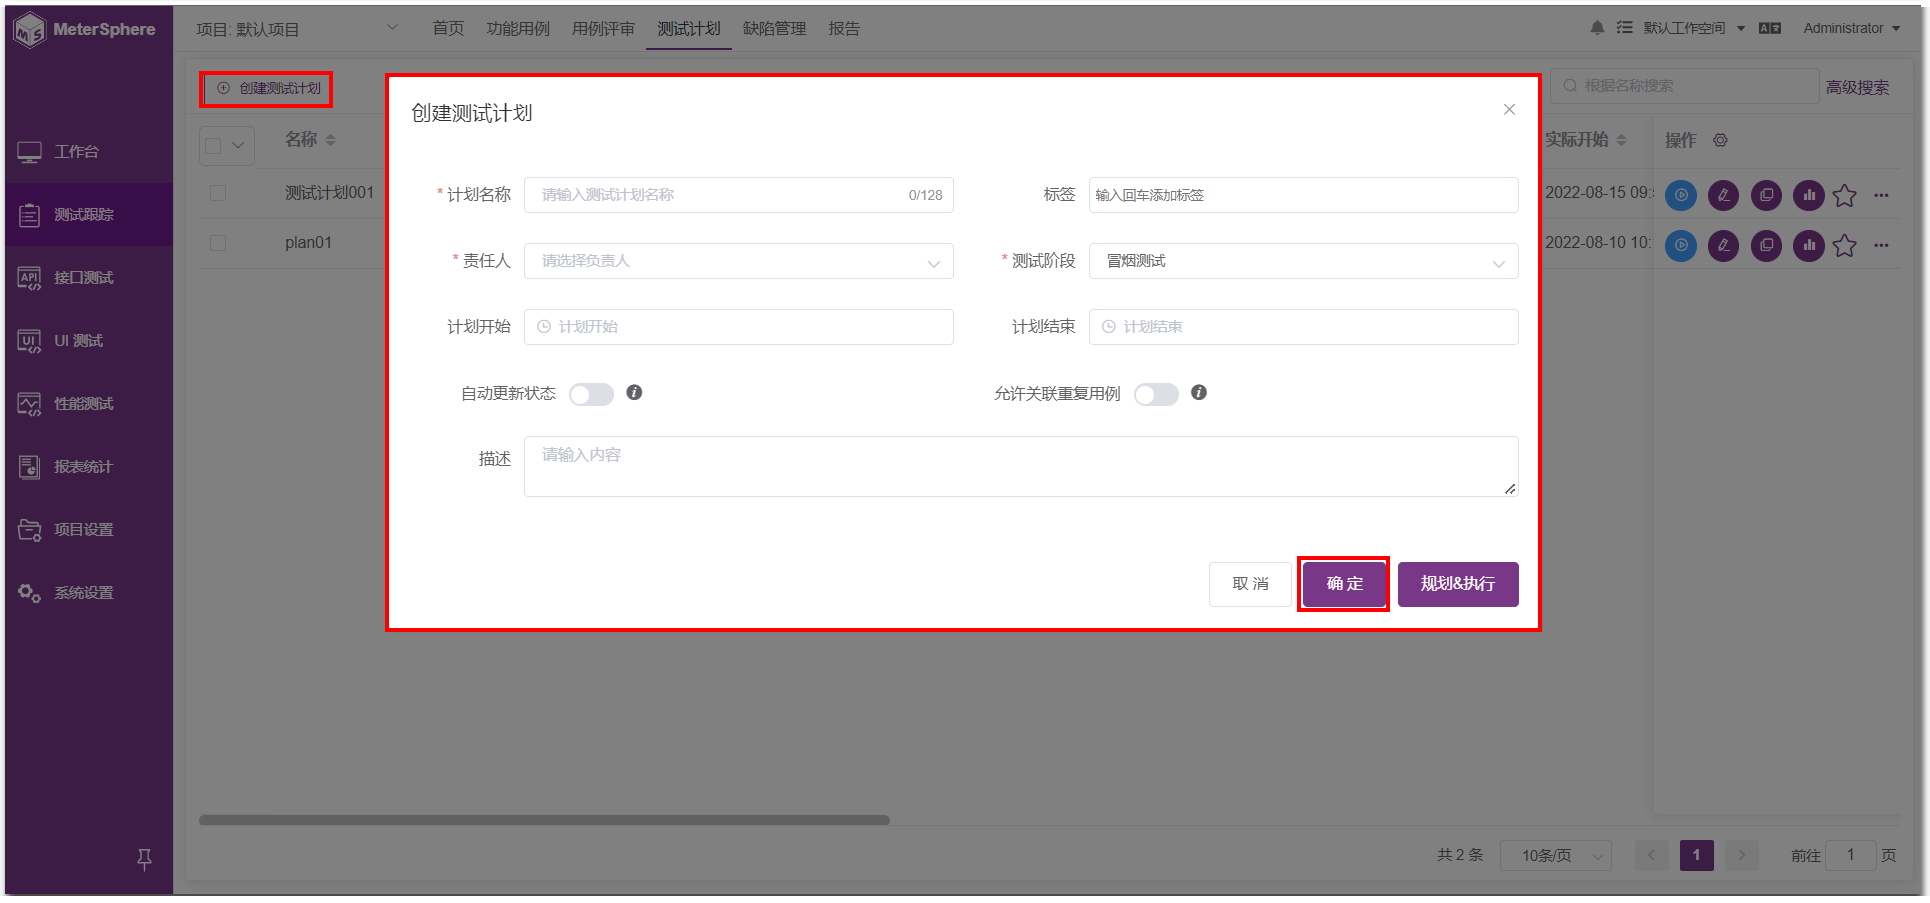 MeterSphere
项目: 默认项目
首页
功能用例
用例评审
测试计划
缺陷管理
报告
默认工作空间
Administrator
工作台
测试跟踪
接口测试
UI 测试
性能测试
报表统计
项目设置
系统设置
创建测试计划
根据名称搜索
高级搜索
名称
实际开始
操作
测试计划001
2022-08-15 09:
plan01
2022-08-10 10:
创建测试计划
* 计划名称
请输入测试计划名称
0/128
标签
输入回车添加标签
* 责任人
请选择负责人
* 测试阶段
冒烟测试
计划开始
计划开始
计划结束
计划结束
自动更新状态
允许关联重复用例
描述
请输入内容
取 消
确 定
规划&执行
共 2 条
10条/页
1
前往
1
页